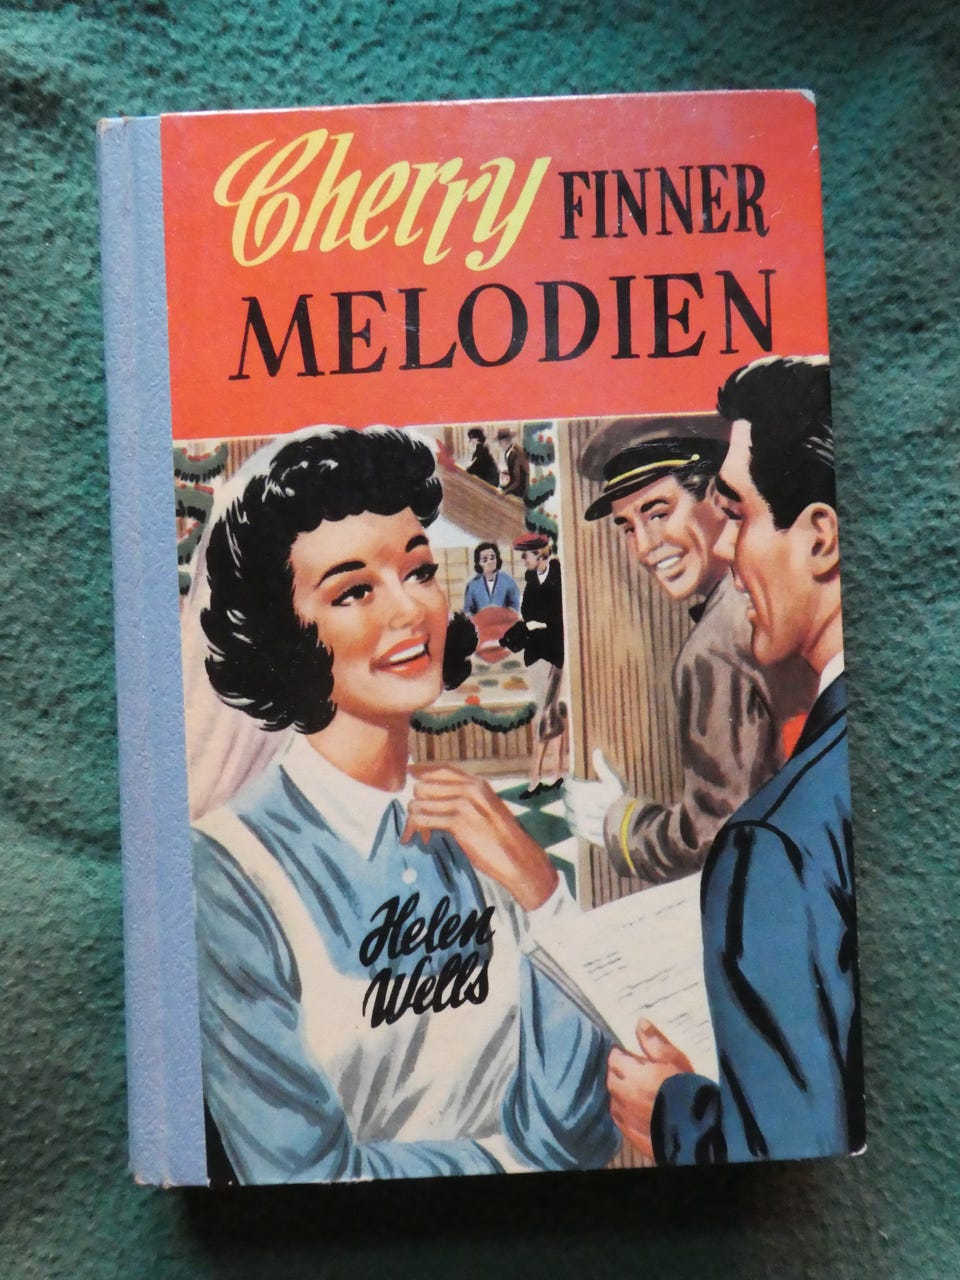 Cherry FINNER
MELODIEN
Helen
Wells